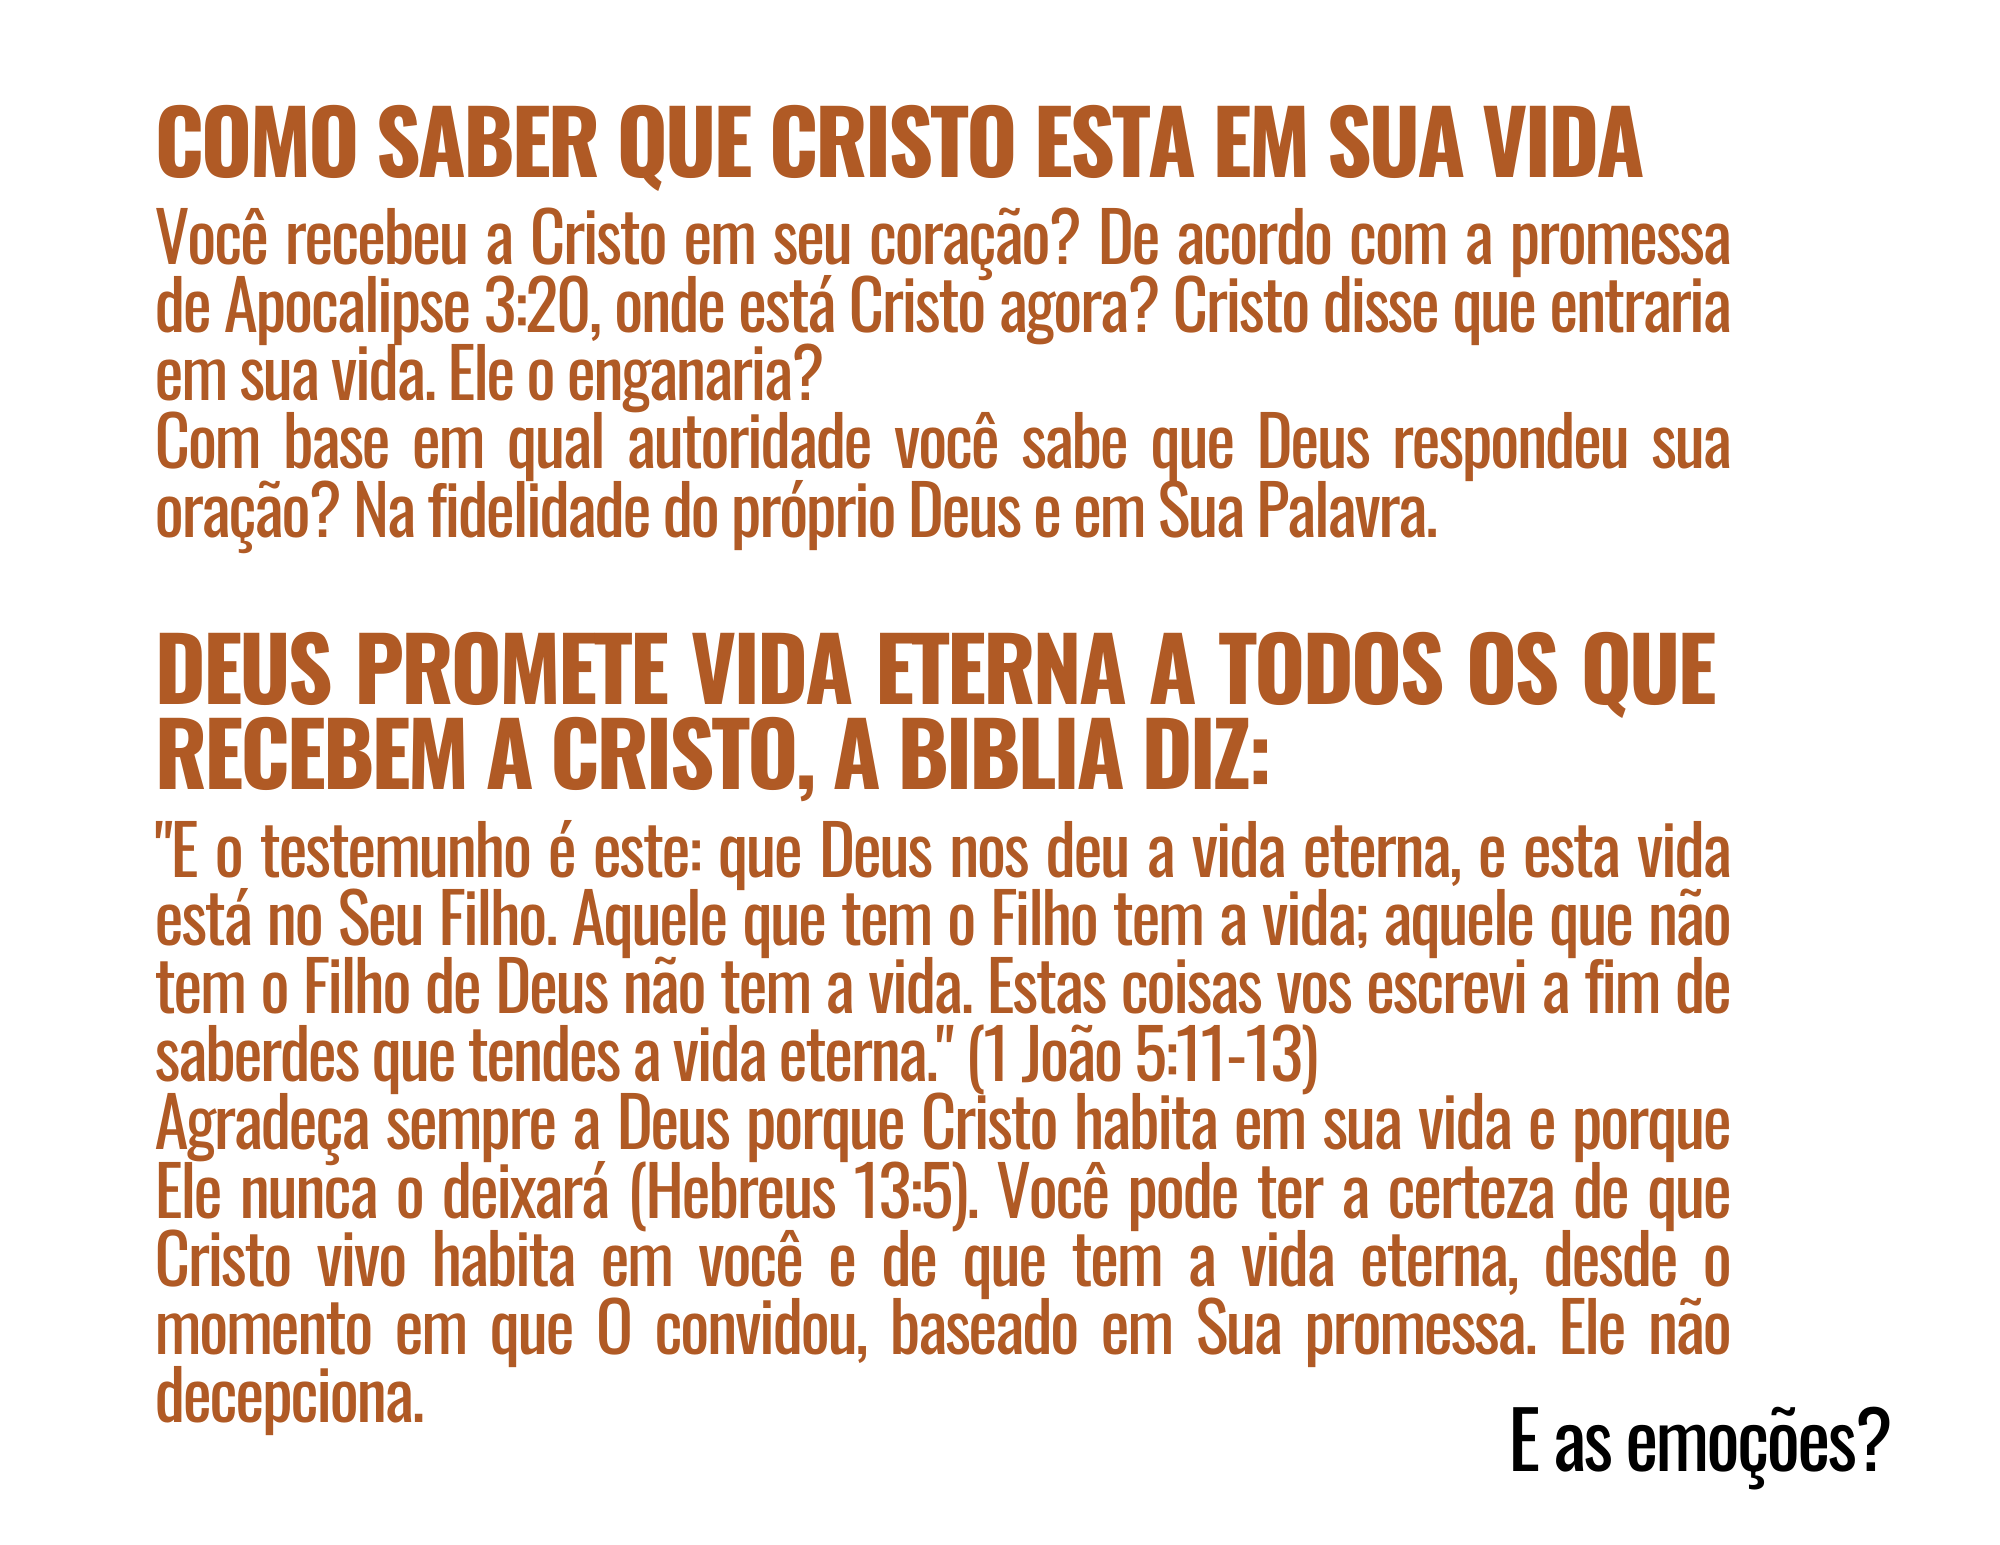 COMO SABER QUE CRISTO ESTA EM SUA VIDA
Você recebeu a Cristo em seu coração? De acordo com a promessa
de Apocalipse 3:20, onde está Cristo agora? Cristo disse que entraria
em sua vida. Ele o enganaria?
Com base em qual autoridade você sabe que Deus respondeu sua
oração? Na fidelidade do próprio Deus e em Sua Palavra.
DEUS PROMETE VIDA ETERNA A TODOS OS QUE
RECEBEM A CRISTO, A BIBLIA DIZ:
"E o testemunho é este: que Deus nos deu a vida eterna, e esta vida
está no Seu Filho. Aquele que tem o Filho tem a vida; aquele que não
tem o Filho de Deus não tem a vida. Estas coisas vos escrevi a fim de
saberdes que tendes a vida eterna." (1 João 5:11-13)
Agradeça sempre a Deus porque Cristo habita em sua vida e porque
Ele nunca o deixará (Hebreus 13:5). Você pode ter a certeza de que
Cristo vivo habita em você e de que tem a vida eterna, desde o
momento em que O convidou, baseado em Sua promessa. Ele não
decepciona.
E as emoções?